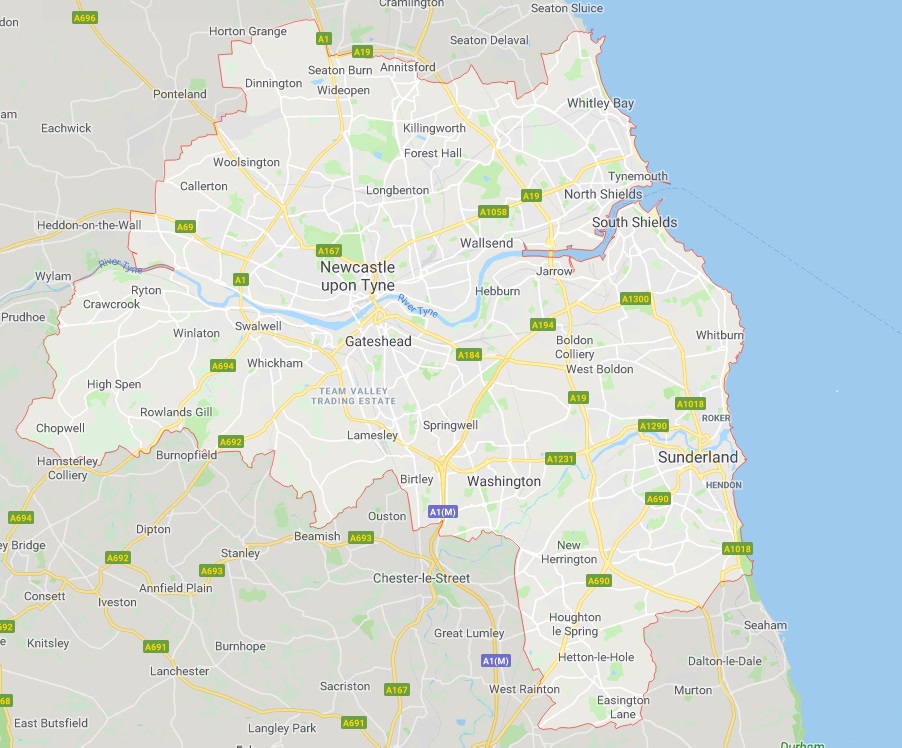 Cramlington
Seaton Sluice
A696
Horton Grange
A1
Seaton Delaval
A19
Annitsford
Seaton Burn
Dinnington
Wideopen
Ponteland
Whitley Bay
Eachwick
Killingworth
Forest Hall
Woolsington
Tynemouth
Callerton
Longbenton
North Shields
A19
A1058
South Shields
Heddon-on-the-Wall
A69
Wallsend
A167
River Tyne
Newcastle
upon Tyne
Jarrow
Wylam
A1
Ryton
Hebburn
A1300
Crawcrook
River Tyne
Prudhoe
Swalwell
Winlaton
A194
Whitburn
Gateshead
Boldon
Colliery
A184
Whickham
A694
West Boldon
High Spen
TEAM VALLEY
TRADING ESTATE
A19
A1018
Rowlands Gill
ROKER
Chopwell
Springwell
A1290
Lamesley
A692
Burnopfield
Hamsterley
Colliery
A1231
Sunderland
Birtley
Washington
HENDON
A690
A1(M)
Ouston
A694
Dipton
Beamish
A693
ey Bridge
A692
Stanley
New
Herrington
A1018
A693
Chester-le-Street
A690
Annfield Plain
Consett
Iveston
Houghton
le Spring
Seaham
Knitsley
A691
Burnhope
Great Lumley
Hetton-le-Hole
Dalton-le-Dale
A1(M)
Lanchester
Sacriston
A167
West Rainton
Murton
Easington
Lane
East Butsfield
Langley Park
A691
Durham